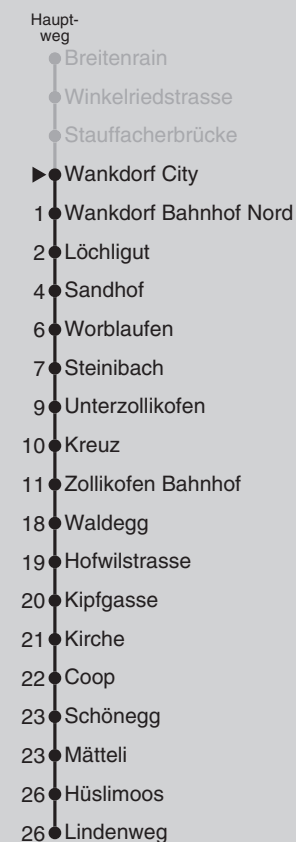 Haupt-
weg
Breitenrain
Winkelriedstrasse
Stauffacherbrücke
Wankdorf City
1 Wankdorf Bahnhof Nord
2 Löchligut
4 Sandhof
6 Worblaufen
7 Steinibach
9 Unterzollikofen
10 Kreuz
11 Zollikofen Bahnhof
18 Waldegg
19 Hofwilstrasse
20 Kipfgasse
21 Kirche
22 Coop
23 Schönegg
23 Mätteli
26 Hüslimoos
26 Lindenweg